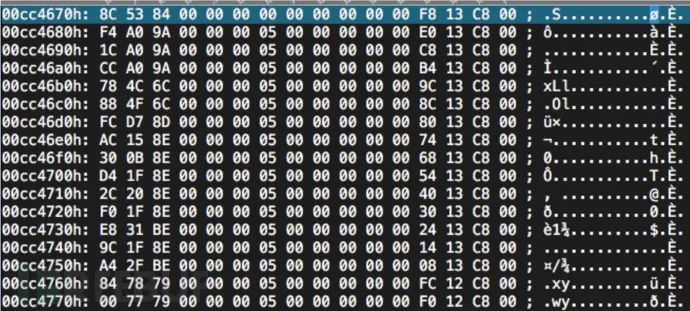 00cc4670h: 8C 53 84 00 00 00 00 00 00 00 00 00 F8 13 C8 00 ; .S..........ø.È.
00cc4680h: F4 A0 9A 00 00 00 05 00 00 00 00 00 E0 13 C8 00 ; ô...........à.È.
00cc4690h: 1C A0 9A 00 00 00 05 00 00 00 00 00 C8 13 C8 00 ; ............È.È.
00cc46a0h: CC A0 9A 00 00 00 05 00 00 00 00 00 B4 13 C8 00 ; Ì...........´.È.
00cc46b0h: 78 4C 6C 00 00 00 05 00 00 00 00 00 9C 13 C8 00 ; xLl...........È.
00cc46c0h: 88 4F 6C 00 00 00 05 00 00 00 00 00 8C 13 C8 00 ; .Ol...........È.
00cc46d0h: FC D7 8D 00 00 00 05 00 00 00 00 00 80 13 C8 00 ; ü×............È.
00cc46e0h: AC 15 8E 00 00 00 05 00 00 00 00 00 74 13 C8 00 ; ¬...........t.È.
00cc46f0h: 30 0B 8E 00 00 00 05 00 00 00 00 00 68 13 C8 00 ; 0...........h.È.
00cc4700h: D4 1F 8E 00 00 00 05 00 00 00 00 00 54 13 C8 00 ; Ô...........T.È.
00cc4710h: 2C 20 8E 00 00 00 05 00 00 00 00 00 40 13 C8 00 ; , ..........@.È.
00cc4720h: F0 1F 8E 00 00 00 05 00 00 00 00 00 30 13 C8 00 ; ð...........0.È.
00cc4730h: E8 31 BE 00 00 00 05 00 00 00 00 00 24 13 C8 00 ; è1¾.........$.È.
00cc4740h: 9C 1F 8E 00 00 00 05 00 00 00 00 00 14 13 C8 00 ; ..............È.
00cc4750h: A4 2F BE 00 00 00 05 00 00 00 00 00 08 13 C8 00 ; ¤/¾...........È.
00cc4760h: 84 78 79 00 00 00 05 00 00 00 00 00 FC 12 C8 00 ; .xy.........ü.È.
00cc4770h: 00 77 79 00 00 00 05 00 00 00 00 00 F0 12 C8 00 ; .wy.........ð.È.